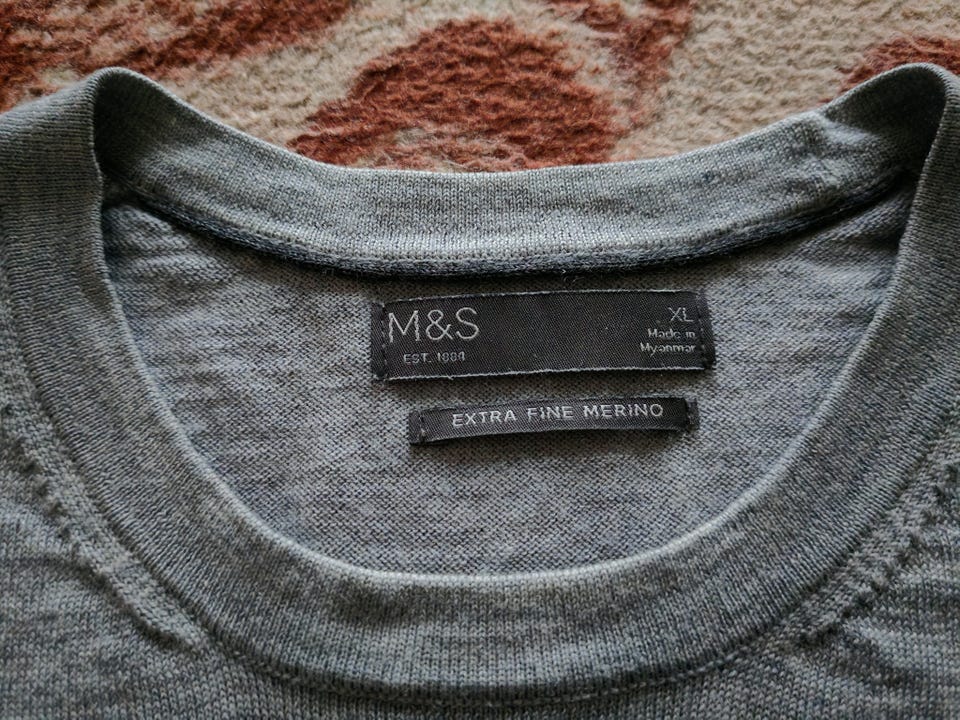 M&S
EST. 1884
XL
Made in
Myanmar
EXTRA FINE MERINO